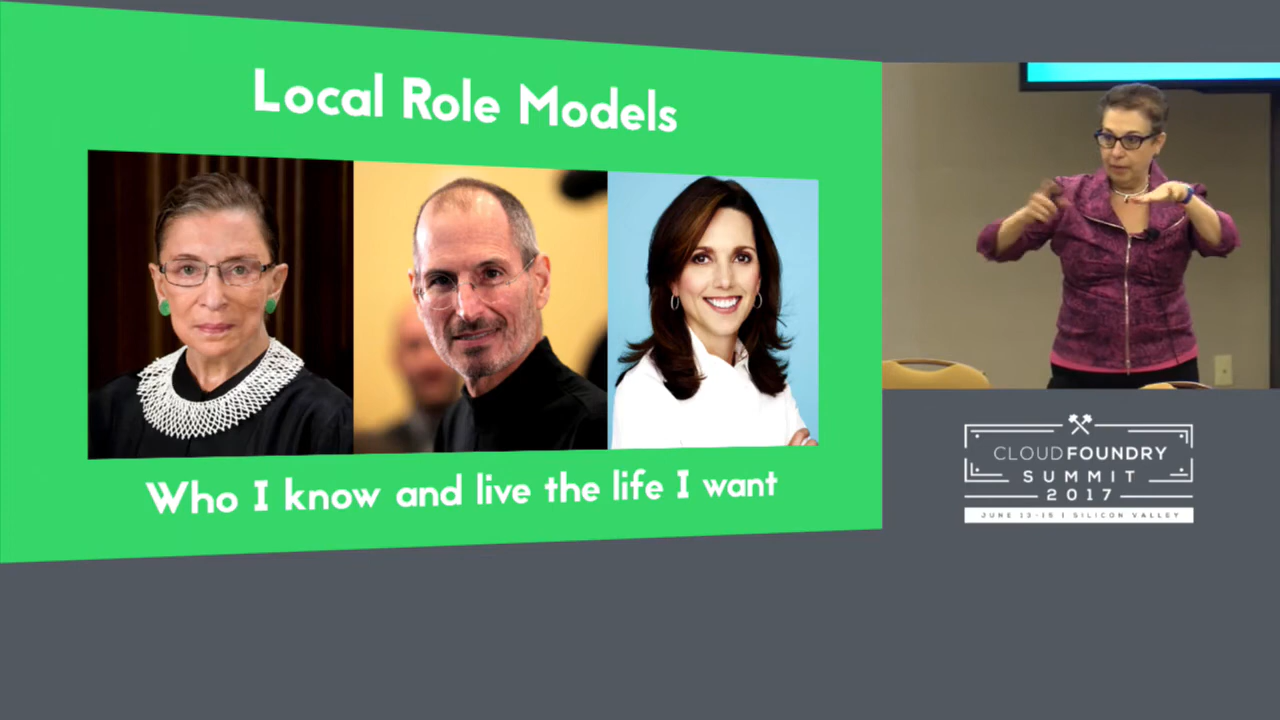 Local Role Models
Who I know and live the life I want
CLOUDFOUNDRY
SUMMIT
2017
JUNE 13-15 | SILICON VALLEY